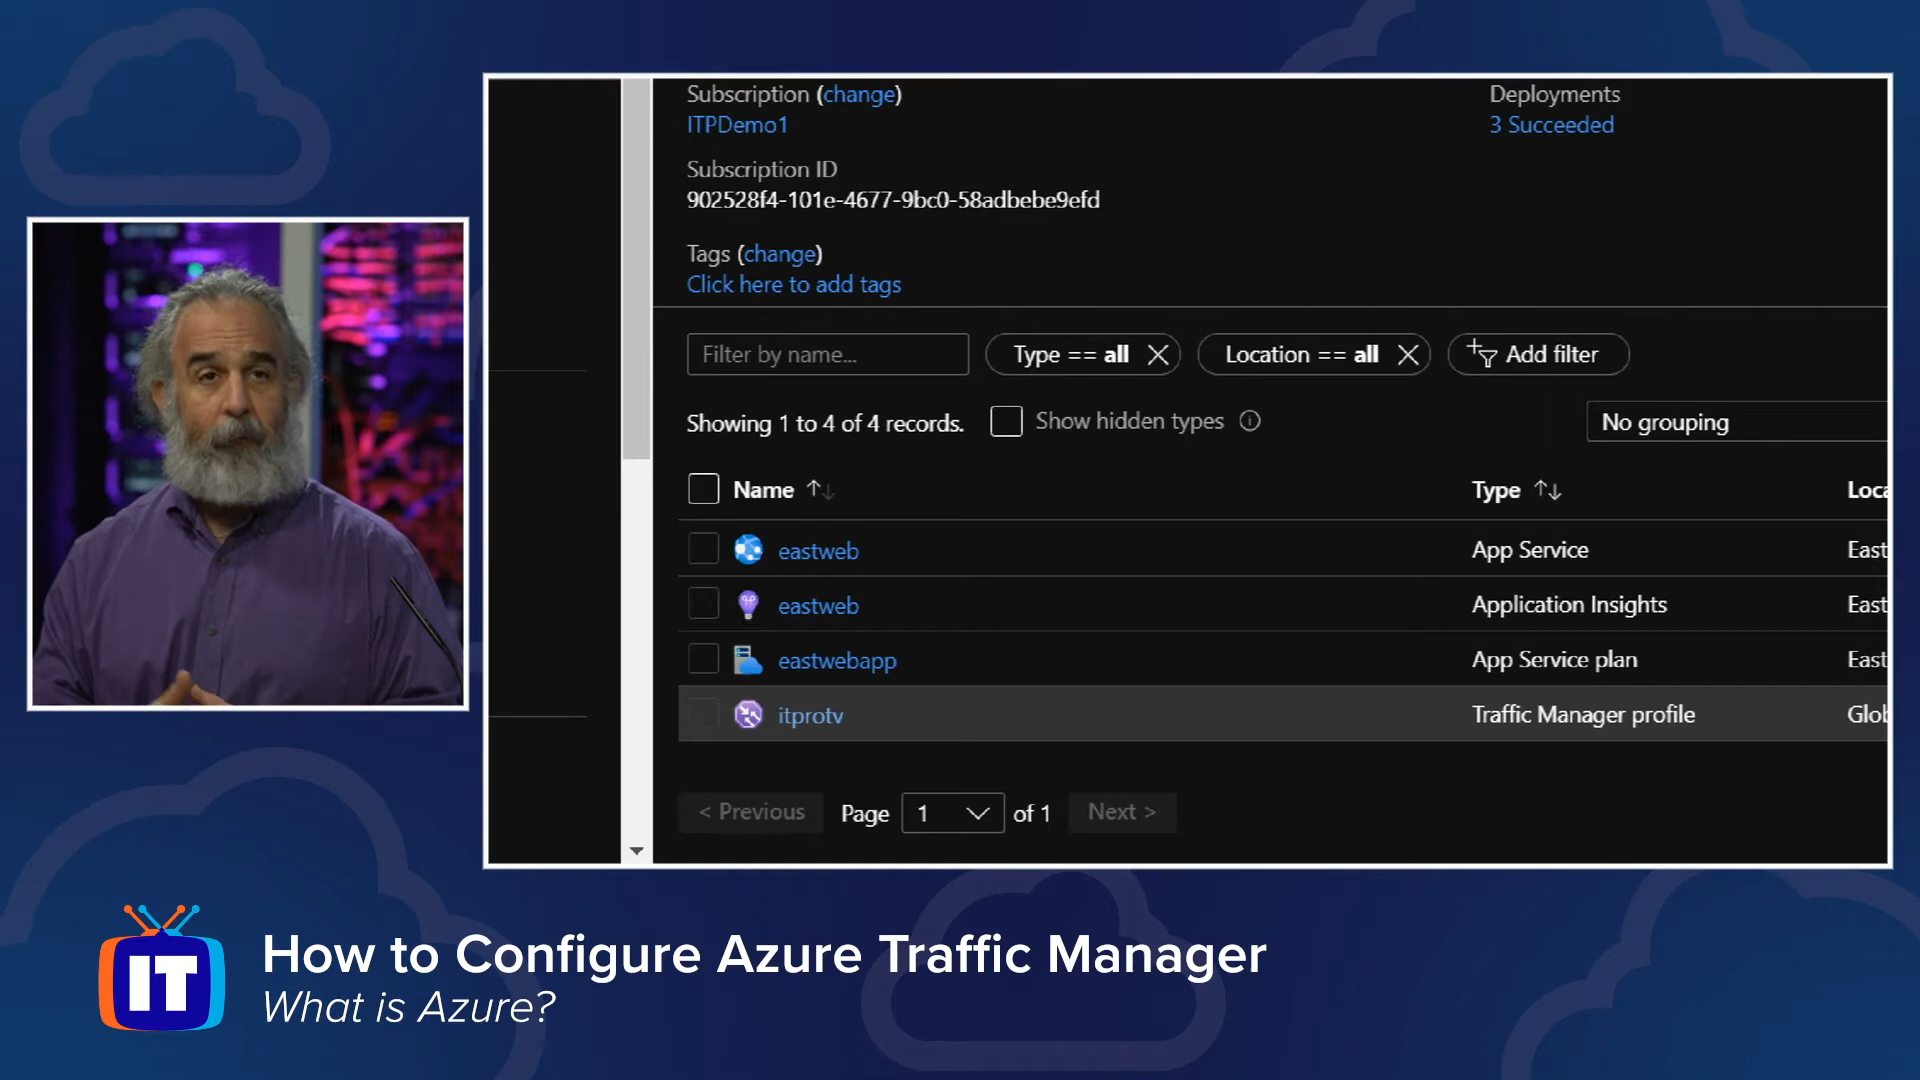 Subscription (change)
ITPDemo1
Deployments
3 Succeeded
Subscription ID
902528f4-101e-4677-9bc0-58adbebe9efd
Tags (change)
Click here to add tags
Filter by name...
Type == all
Location == all
Add filter
Showing 1 to 4 of 4 records.
Show hidden types
No grouping
Name
Type
Loca
eastweb
App Service
East
eastweb
Application Insights
East
eastwebapp
App Service plan
East
itprotv
Traffic Manager profile
Glob
< Previous
Page
1
of 1
Next >
IT
How to Configure Azure Traffic Manager
What is Azure?